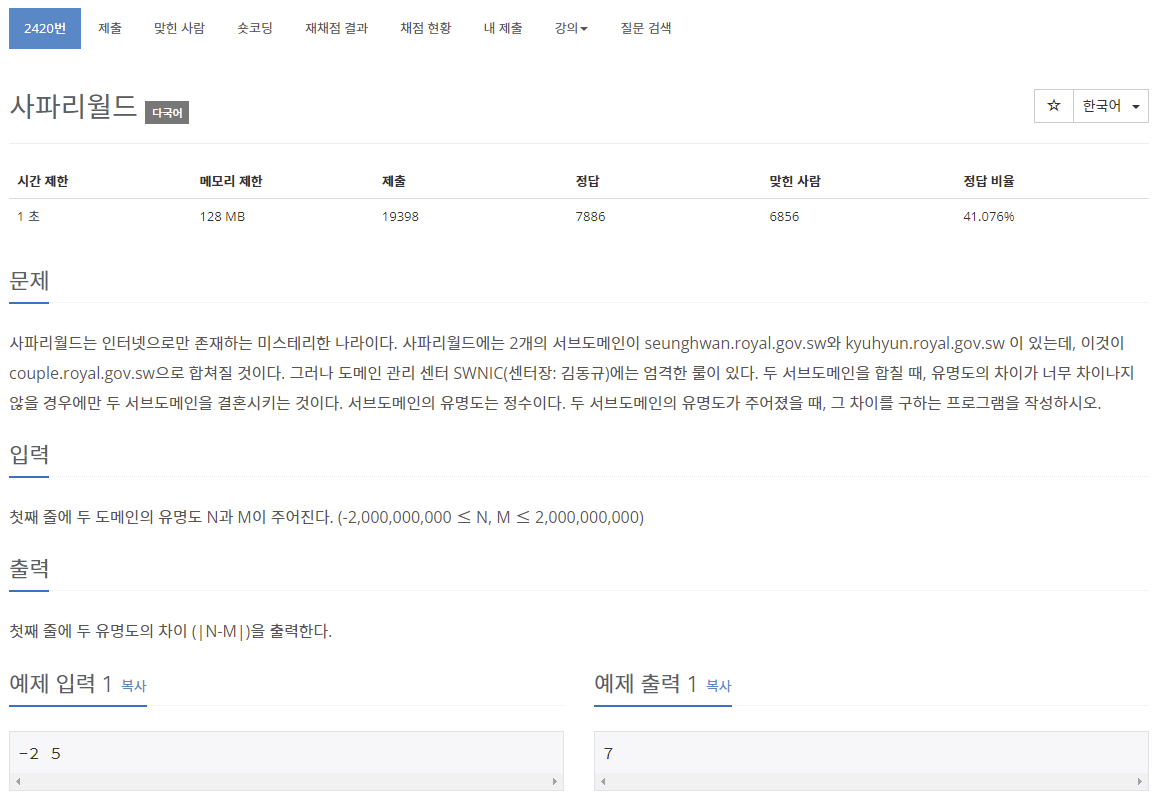 2420번 제출 맞힌 사람 숏코딩 재채점 결과 채점 현황 내 제출 강의 질문 검색
사파리월드 다국어 ☆ 한국어
시간 제한 메모리 제한 제출 정답 맞힌 사람 정답 비율
1 초 128 MB 19398 7886 6856 41.076%
문제
사파리월드는 인터넷으로만 존재하는 미스테리한 나라이다. 사파리월드에는 2개의 서브도메인이 seunghwan.royal.gov.sw와 kyuhyun.royal.gov.sw 이 있는데, 이것이
couple.royal.gov.sw으로 합쳐질 것이다. 그러나 도메인 관리 센터 SWNIC(센터장: 김동규)에는 엄격한 룰이 있다. 두 서브도메인을 합칠 때, 유명도의 차이가 너무 차이나지
않을 경우에만 두 서브도메인을 결혼시키는 것이다. 서브도메인의 유명도는 정수이다. 두 서브도메인의 유명도가 주어졌을 때, 그 차이를 구하는 프로그램을 작성하시오.
입력
첫째 줄에 두 도메인의 유명도 N과 M이 주어진다. (-2,000,000,000 ≤ N, M ≤ 2,000,000,000)
출력
첫째 줄에 두 유명도의 차이 (|N-M|)을 출력한다.
예제 입력 1 복사 예제 출력 1 복사
-2 5 7